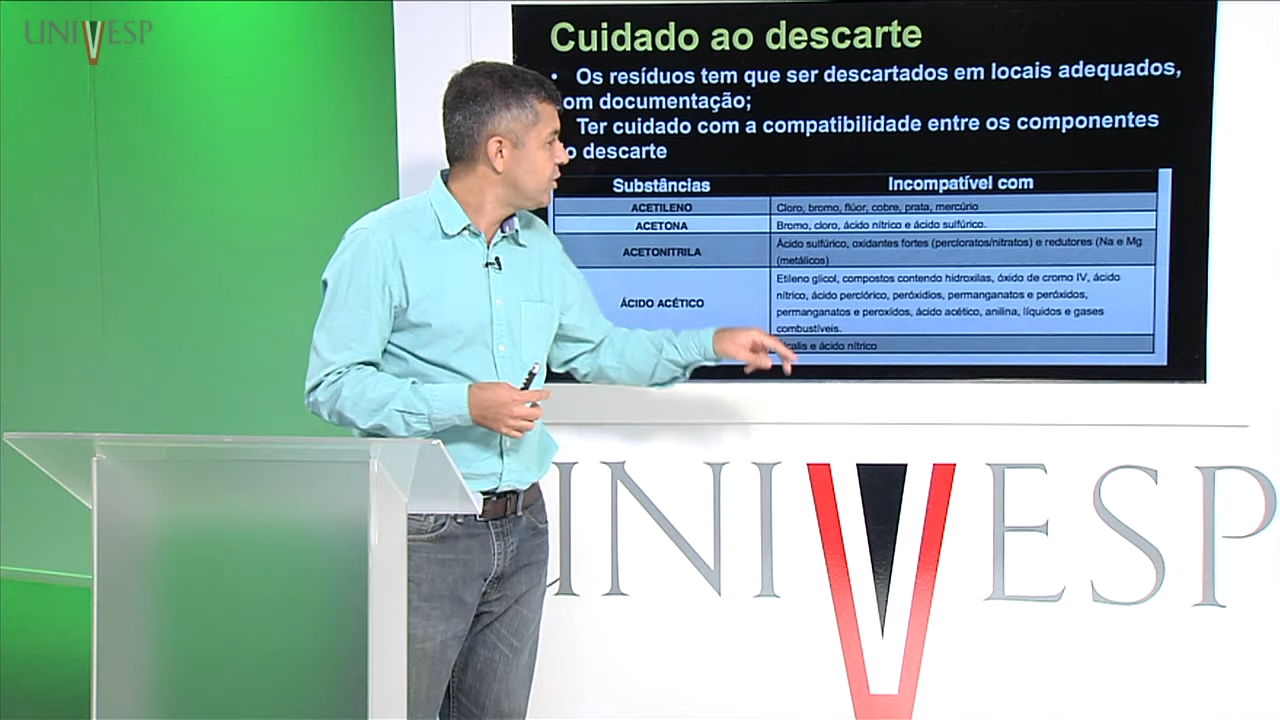 UNIVESP
Cuidado ao descarte
• Os resíduos tem que ser descartados em locais adequados,
om documentação;
Ter cuidado com a compatibilidade entre os componentes
o descarte
Substâncias Incompatível com
ACETILENO Cloro, bromo, flúor, cobre, prata, mercúrio
ACETONA Bromo, cloro, ácido nítrico e ácido sulfúrico.
ACETONITRILA Ácido sulfúrico, oxidantes fortes (percloratos/nitratos) e redutores (Na e Mg
(metálicos)
ÁCIDO ACÉTICO Etileno glicol, compostos contendo hidroxilas, óxido de cromo IV, ácido
nítrico, ácido perclórico, peróxidios, permanganatos e peróxidos,
permanganatos e peroxídos, ácido acético, anilina, líquidos e gases
combustíveis.
lcalis e ácido nítrico
UNIVESP